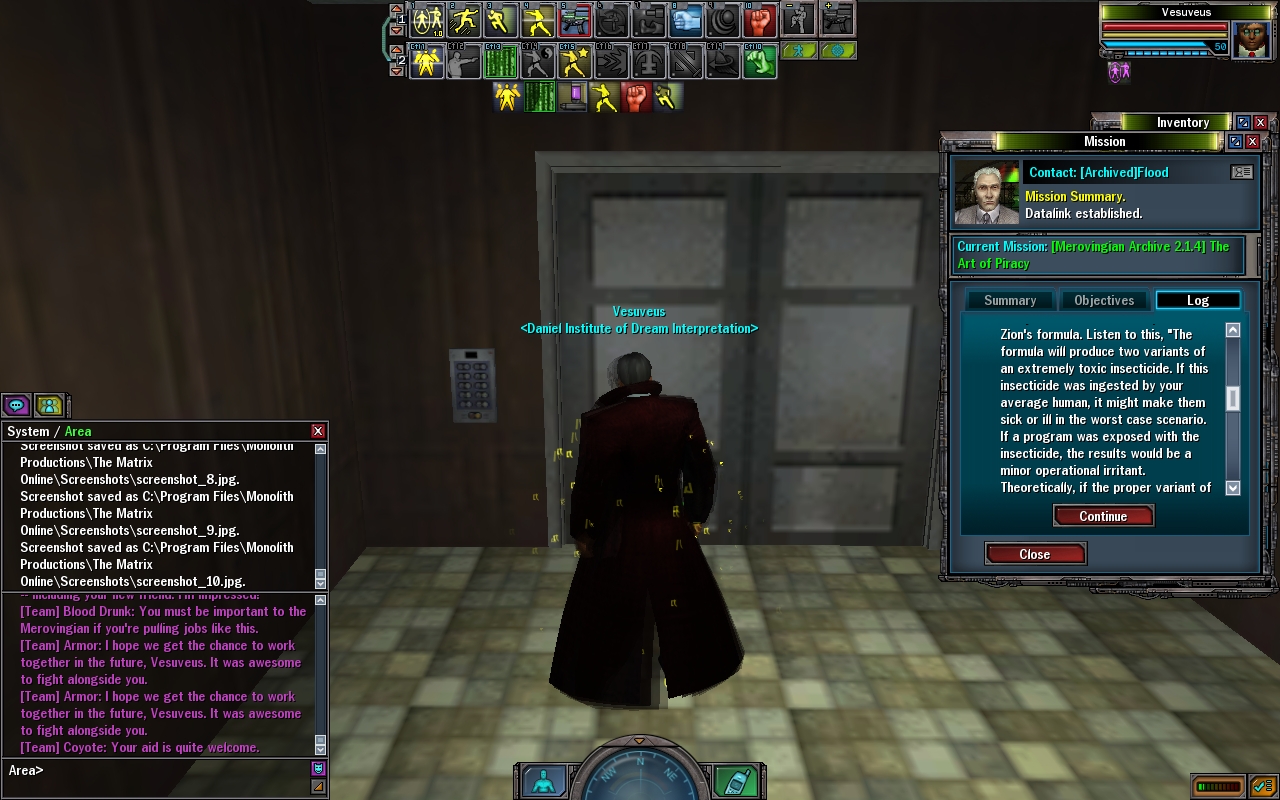 Vesuveus
50
Inventory
Mission
Contact: [Archived]Flood
Mission Summary.
Datalink established.
Current Mission: [Merovingian Archive 2.1.4] The
Art of Piracy
Summary
Objectives
Log
Zion's formula. Listen to this, "The
formula will produce two variants of
an extremely toxic insecticide. If this
insecticide was ingested by your
average human, it might make them
sick or ill in the worst case scenario.
If a program was exposed with the
insecticide, the results would be a
minor operational irritant.
Theoretically, if the proper variant of
Continue
Close
Vesuveus
<Daniel Institute of Dream Interpretation>
System / Area
Screenshot saved as C:\Program Files\Monolith
Productions\The Matrix
Online\Screenshots\screenshot_8.jpg.
Screenshot saved as C:\Program Files\Monolith
Productions\The Matrix
Online\Screenshots\screenshot_9.jpg.
Screenshot saved as C:\Program Files\Monolith
Productions\The Matrix
Online\Screenshots\screenshot_10.jpg.
-- including your new friend. I'm impressed!
[Team] Blood Drunk: You must be important to the
Merovingian if you're pulling jobs like this.
[Team] Armor: I hope we get the chance to work
together in the future, Vesuveus. It was awesome
to fight alongside you.
[Team] Armor: I hope we get the chance to work
together in the future, Vesuveus. It was awesome
to fight alongside you.
[Team] Coyote: Your aid is quite welcome.
Area>
NW N NE